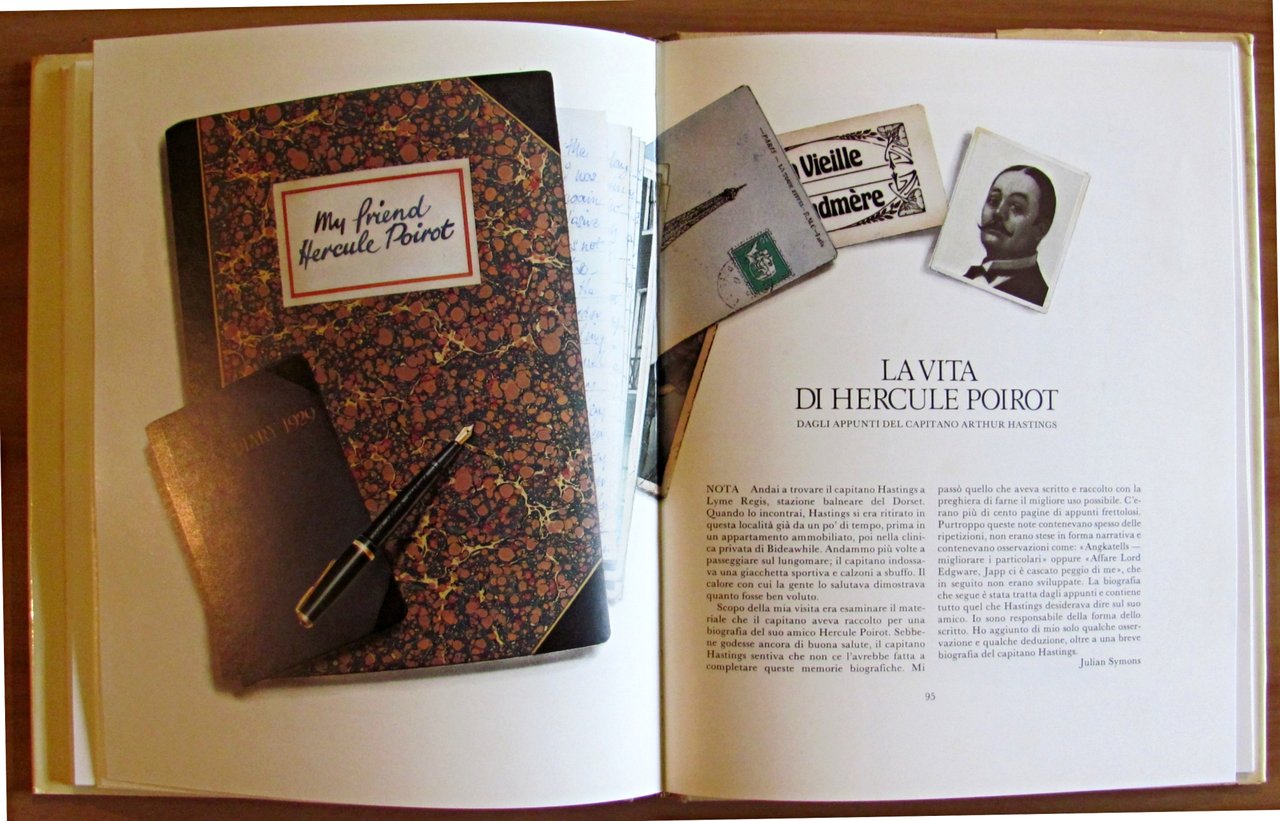 My friend
Hercule Poirot
DIARY 1929
the
long
was
again
not
PARIS — LA TOUR EIFFEL
Vieille
dmère
LA VITA
DI HERCULE POIROT
DAGLI APPUNTI DEL CAPITANO ARTHUR HASTINGS
NOTA Andai a trovare il capitano Hastings a
Lyme Regis, stazione balneare del Dorset.
Quando lo incontrai, Hastings si era ritirato in
questa località già da un po' di tempo, prima in
un appartamento ammobiliato, poi nella clini-
ca privata di Bideawhile. Andammo più volte a
passeggiare sul lungomare; il capitano indossa-
va una giacchetta sportiva e calzoni a sbuffo. Il
calore con cui la gente lo salutava dimostrava
quanto fosse ben voluto.
Scopo della mia visita era esaminare il mate-
riale che il capitano aveva raccolto per una
biografia del suo amico Hercule Poirot. Sebbe-
ne godesse ancora di buona salute, il capitano
Hastings sentiva che non ce l'avrebbe fatta a
completare queste memorie biografiche. Mi
passò quello che aveva scritto e raccolto con la
preghiera di farne il migliore uso possibile. C'e-
rano più di cento pagine di appunti frettolosi.
Purtroppo queste note contenevano spesso delle
ripetizioni, non erano stese in forma narrativa e
contenevano osservazioni come: «Angkatells —
migliorare i particolari» oppure «Affare Lord
Edgware, Japp ci è cascato peggio di me», che
in seguito non erano sviluppate. La biografia
che segue è stata tratta dagli appunti e contiene
tutto quel che Hastings desiderava dire sul suo
amico. Io sono responsabile della forma dello
scritto. Ho aggiunto di mio solo qualche osser-
vazione e qualche deduzione, oltre a una breve
biografia del capitano Hastings.
Julian Symons
95